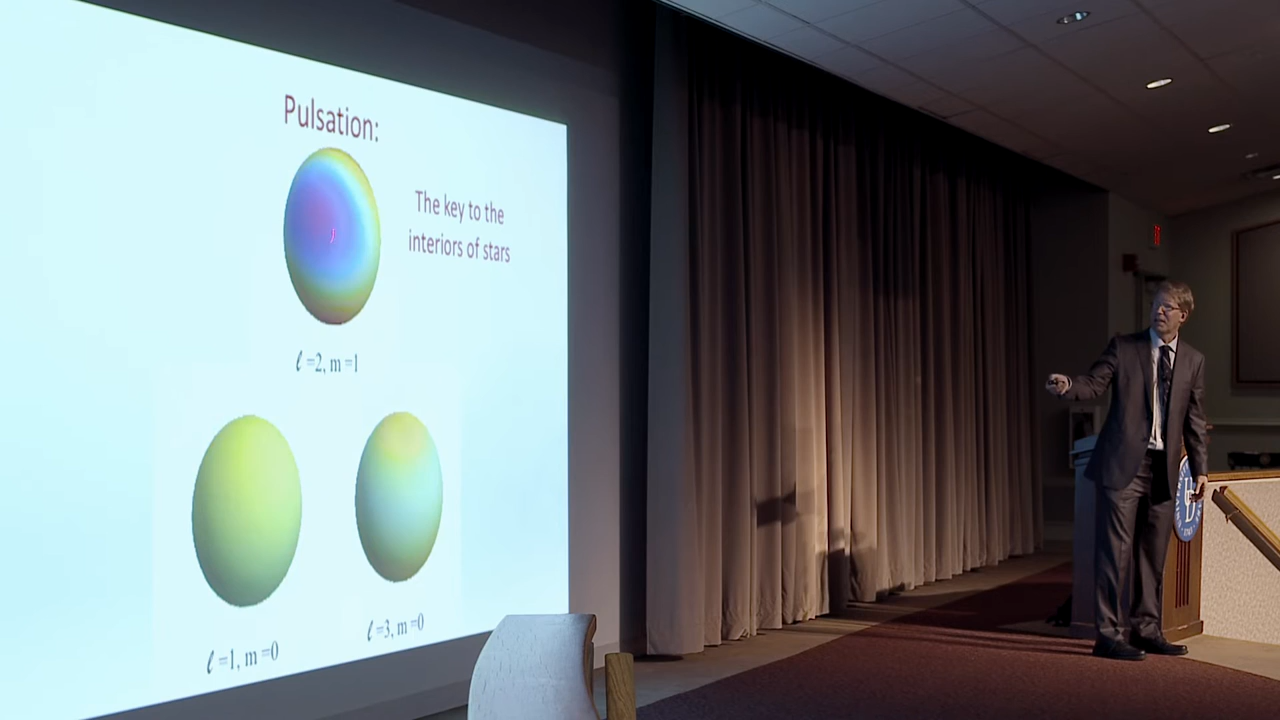 Pulsation:
The key to the
interiors of stars
ℓ =2, m =1
ℓ =3, m =0
ℓ =1, m =0